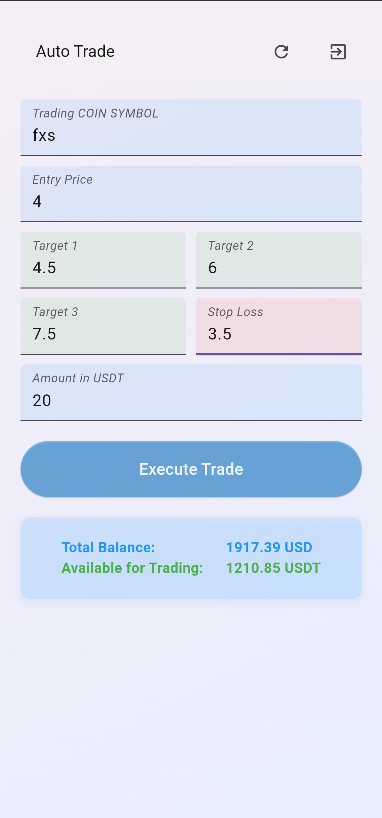 Auto Trade
Trading COIN SYMBOL
fxs
Entry Price
4
Target 1
4.5
Target 2
6
Target 3
7.5
Stop Loss
3.5
Amount in USDT
20
Execute Trade
Total Balance: 1917.39 USD
Available for Trading: 1210.85 USDT